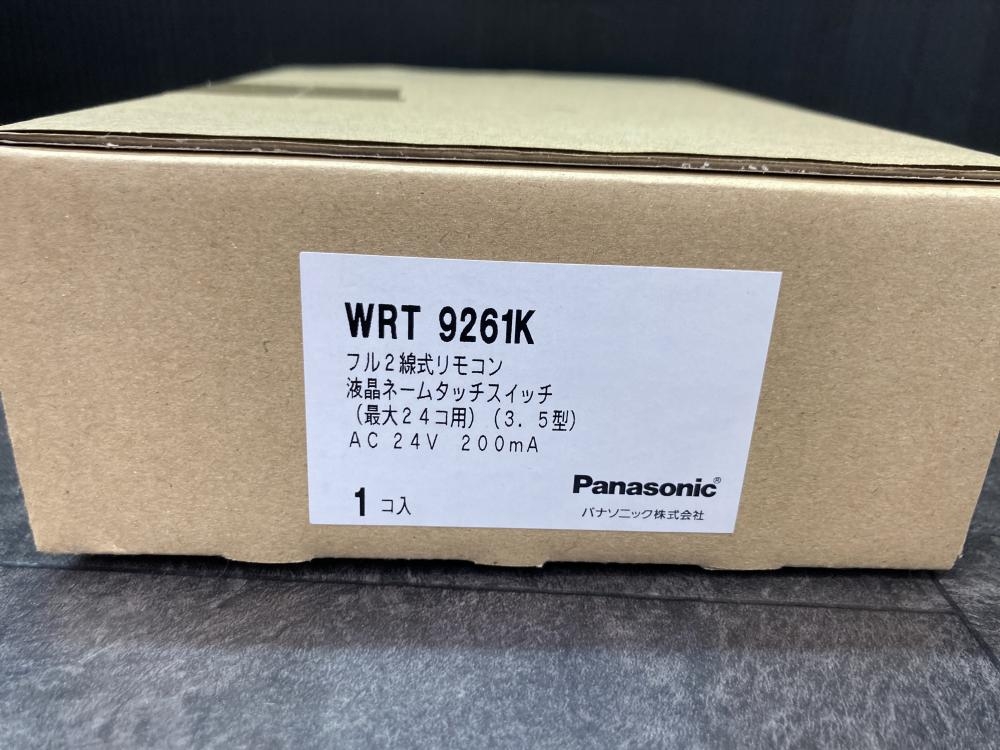 WRT 9261K
フル2線式リモコン
液晶ネームタッチスイッチ
(最大24コ用)(3.5型)
AC 24V 200mA
1 コ入
Panasonic®
パナソニック株式会社